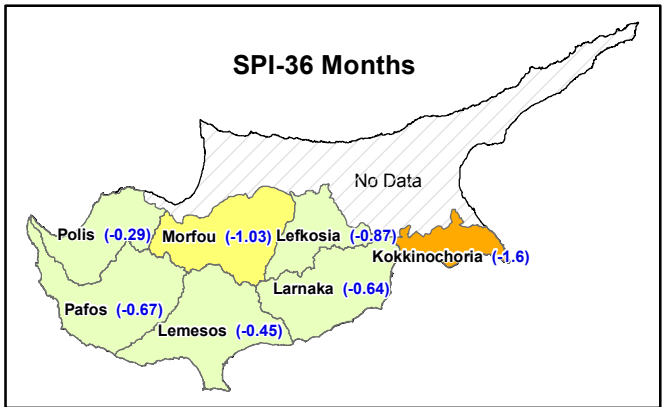 SPI-36 Months
No Data
Polis (-0.29)
Morfou (-1.03)
Lefkosia (-0.87)
Kokkinochoria (-1.6)
Larnaka (-0.64)
Pafos (-0.67)
Lemesos (-0.45)